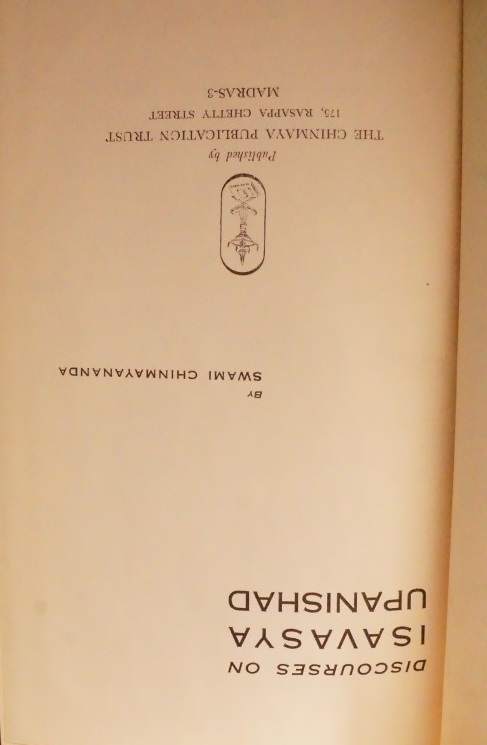 DISCOURSES ON
ISAVASYA
UPANISHAD
BY
SWAMI CHINMAYANANDA
Published by
THE CHINMAYA PUBLICATION TRUST
175, RASAPPA CHETTY STREET
MADRAS-3